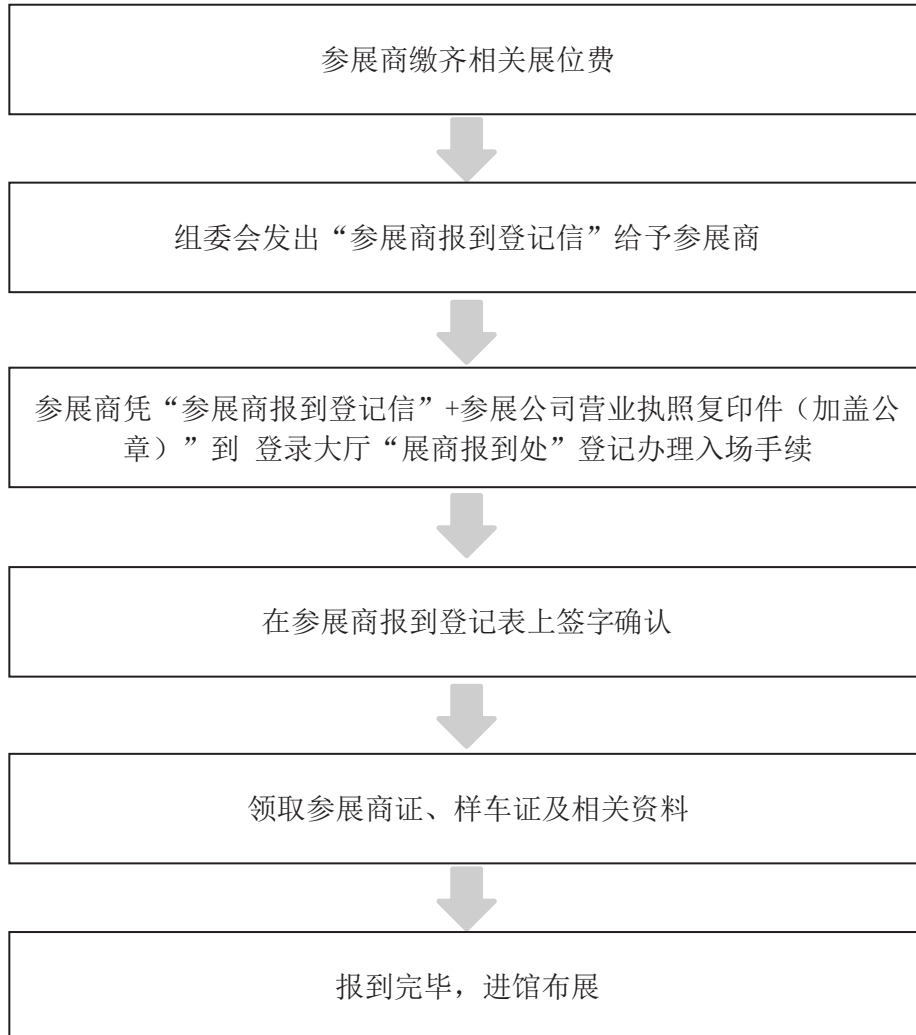 参展商缴齐相关展位费
组委会发出“参展商报到登记信”给予参展商
参展商凭“参展商报到登记信”+参展公司营业执照复印件（加盖公
章）”到 登录大厅“展商报到处”登记办理入场手续
在参展商报到登记表上签字确认
领取参展商证、样车证及相关资料
报到完毕，进馆布展